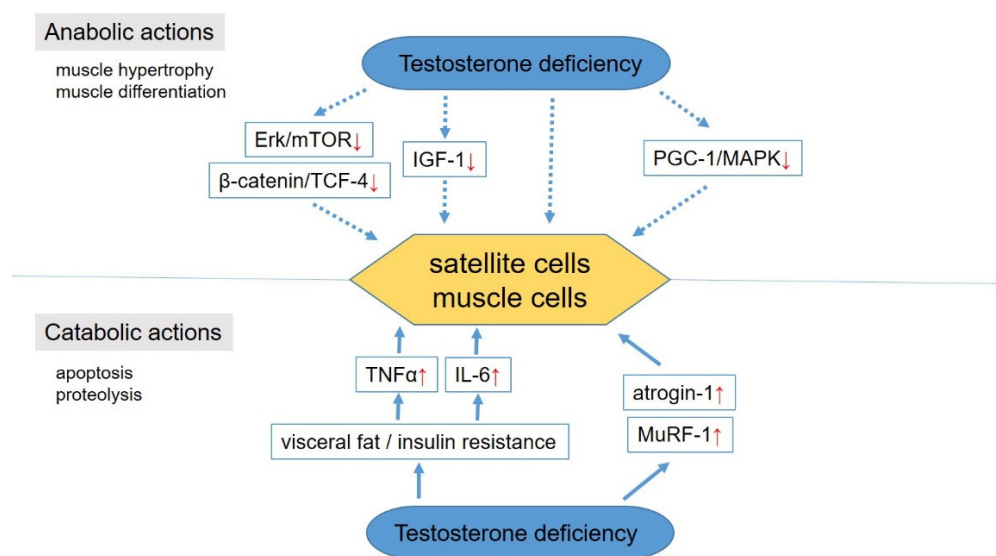 Anabolic actions
muscle hypertrophy
muscle differentiation
Testosterone deficiency
Erk/mTOR↓
β-catenin/TCF-4↓
IGF-1↓
PGC-1/MAPK↓
satellite cells
muscle cells
Catabolic actions
apoptosis
proteolysis
TNFα↑
IL-6↑
atrogin-1↑
MuRF-1↑
visceral fat / insulin resistance
Testosterone deficiency